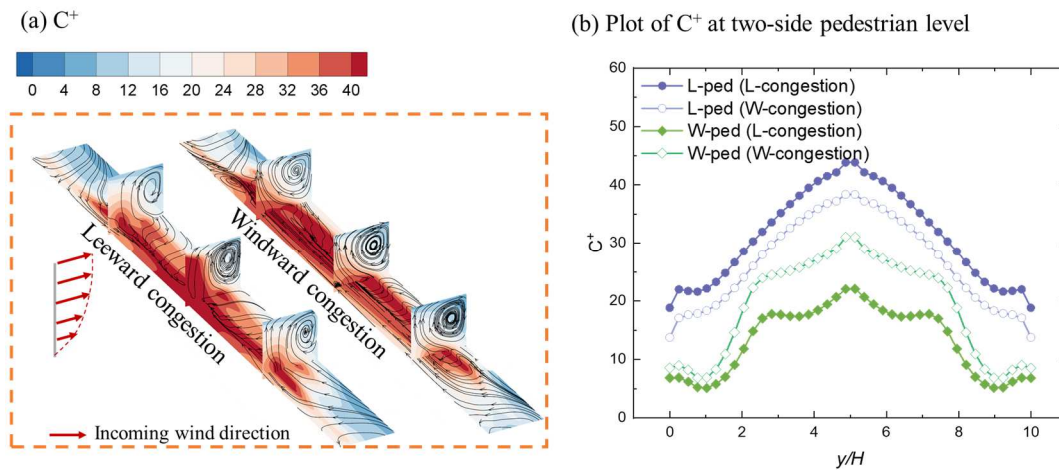 (a) C⁺
0 4 8 12 16 20 24 28 32 36 40
Leeward congestion
Windward congestion
Incoming wind direction
(b) Plot of C⁺ at two-side pedestrian level
L-ped (L-congestion)
L-ped (W-congestion)
W-ped (L-congestion)
W-ped (W-congestion)
60
50
40
30
20
10
0
C⁺
0 2 4 6 8 10
y/H